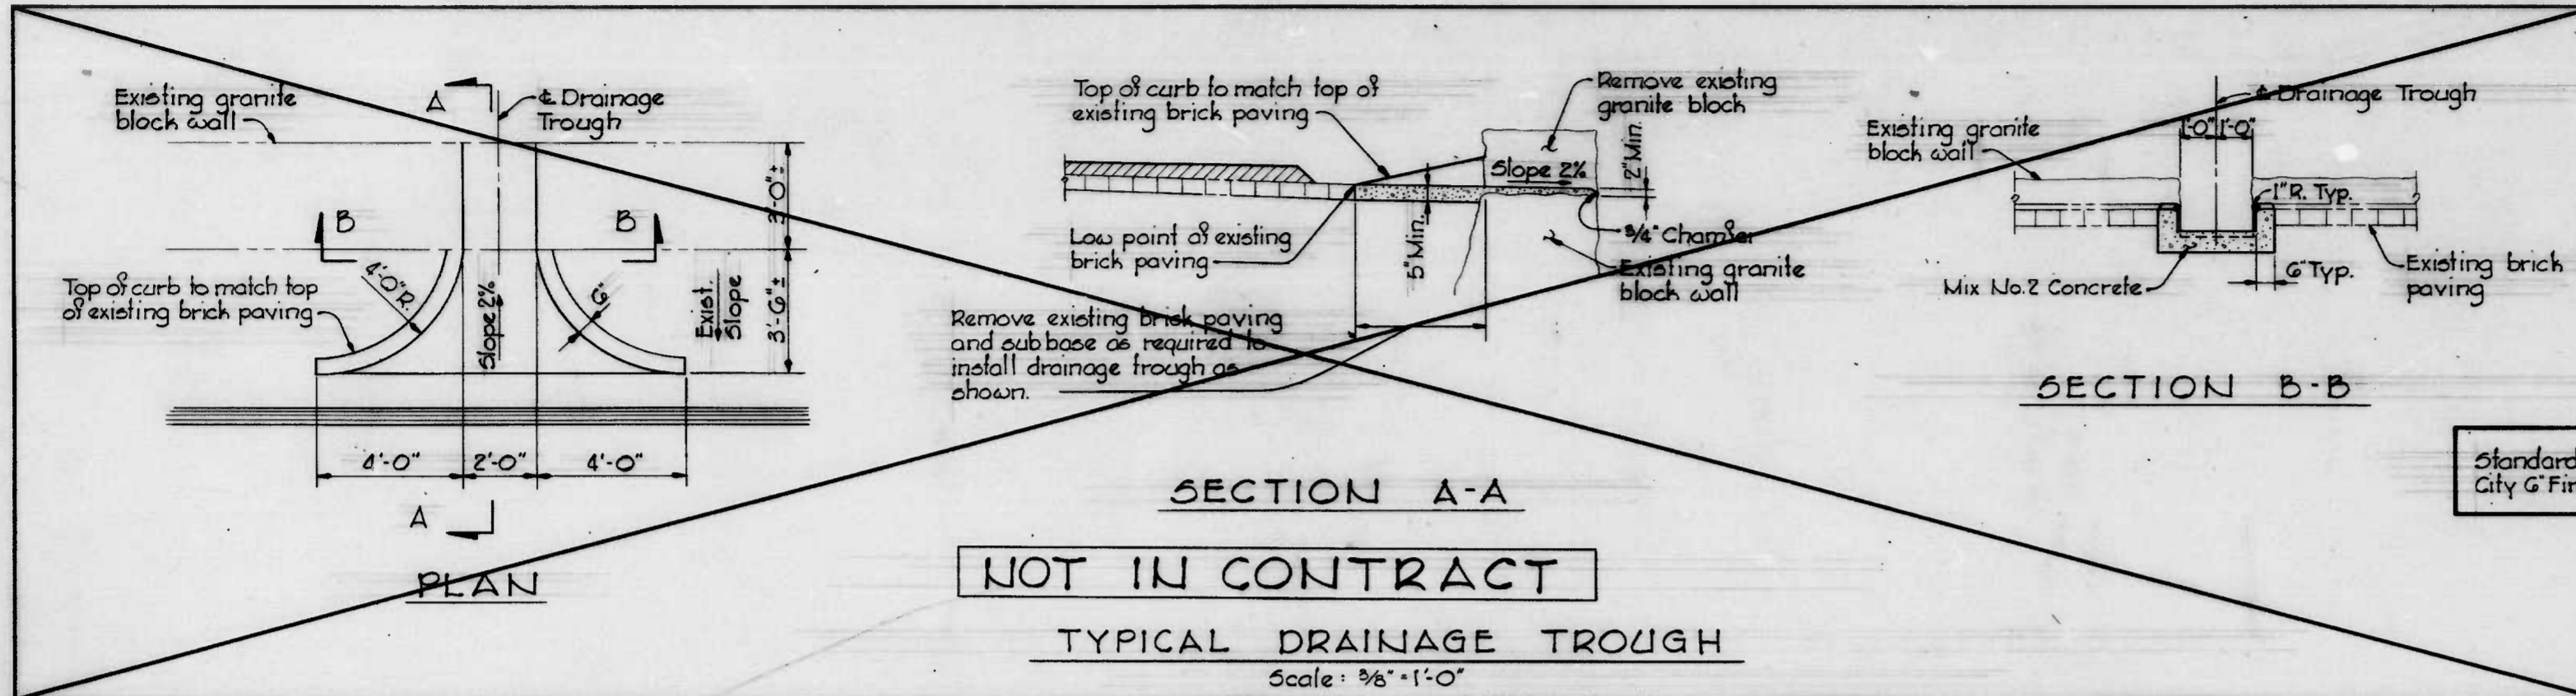 Existing granite
block wall
A
℄ Drainage
Trough
3'-0"±
B
B
Top of curb to match top
of existing brick paving
4'-0"R.
Slope 2%
6"
Exist.
Slope
3'-6"±
4'-0"
2'-0"
4'-0"
A
PLAN
Top of curb to match top of
existing brick paving
Remove existing
granite block
Slope 2%
2" Min.
Low point of existing
brick paving
5" Min.
3/4" Chamfer
Existing granite
block wall
Remove existing brick paving
and subbase as required to
install drainage trough as
shown.
SECTION A-A
℄ Drainage Trough
1'-0"
1'-0"
Existing granite
block wall
1"R. Typ.
Mix No.2 Concrete
6" Typ.
Existing brick
paving
SECTION B-B
Standard
City 6" Fir
NOT IN CONTRACT
TYPICAL DRAINAGE TROUGH
Scale: 3/8"=1'-0"